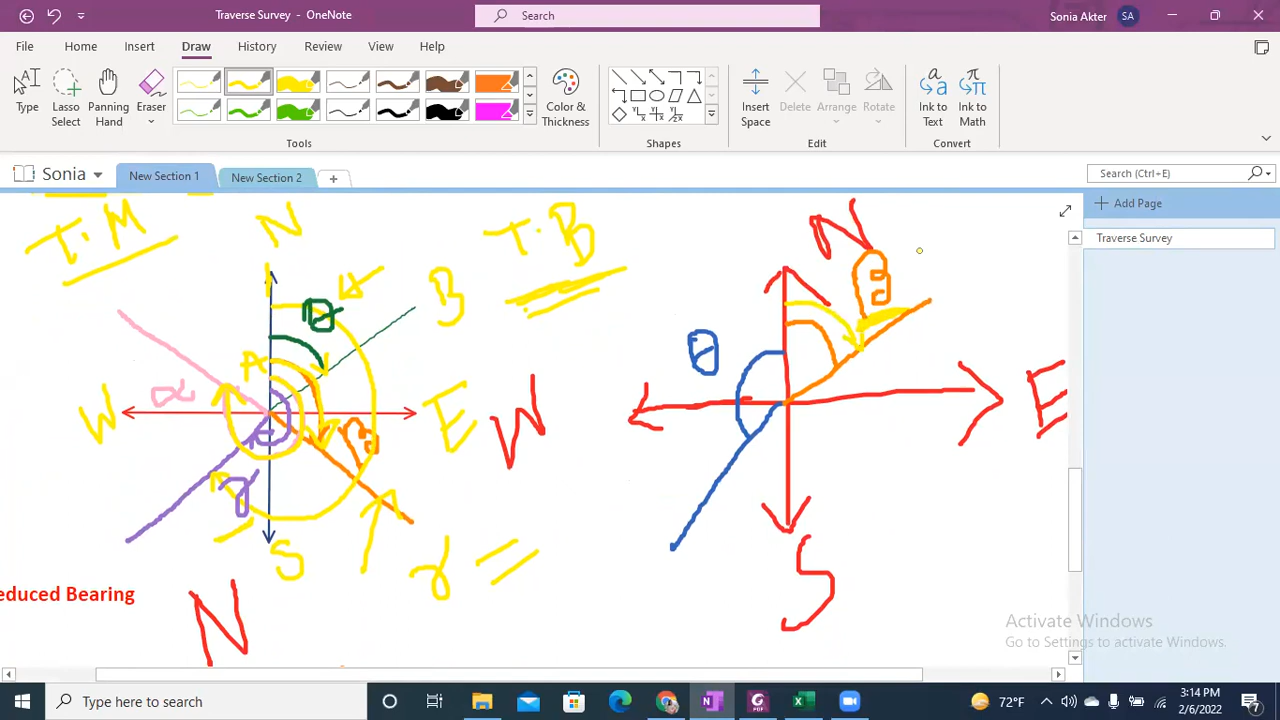 Traverse Survey - OneNote
Search
Sonia Akter SA
File Home Insert Draw History Review View Help
Type
Lasso Select
Panning Hand
Eraser
Color & Thickness
Insert Space
Delete
Arrange
Rotate
Ink to Text
Ink to Math
Tools
Shapes
Edit
Convert
Sonia
New Section 1
New Section 2
Search (Ctrl+E)
Add Page
Traverse Survey
T.M
N
T.B
N
B
θ
θ
A
α
W
E
W
E
S
S
γ =
educed Bearing
N
Activate Windows
Go to Settings to activate Windows.
Type here to search
72°F
3:14 PM
2/6/2022
7